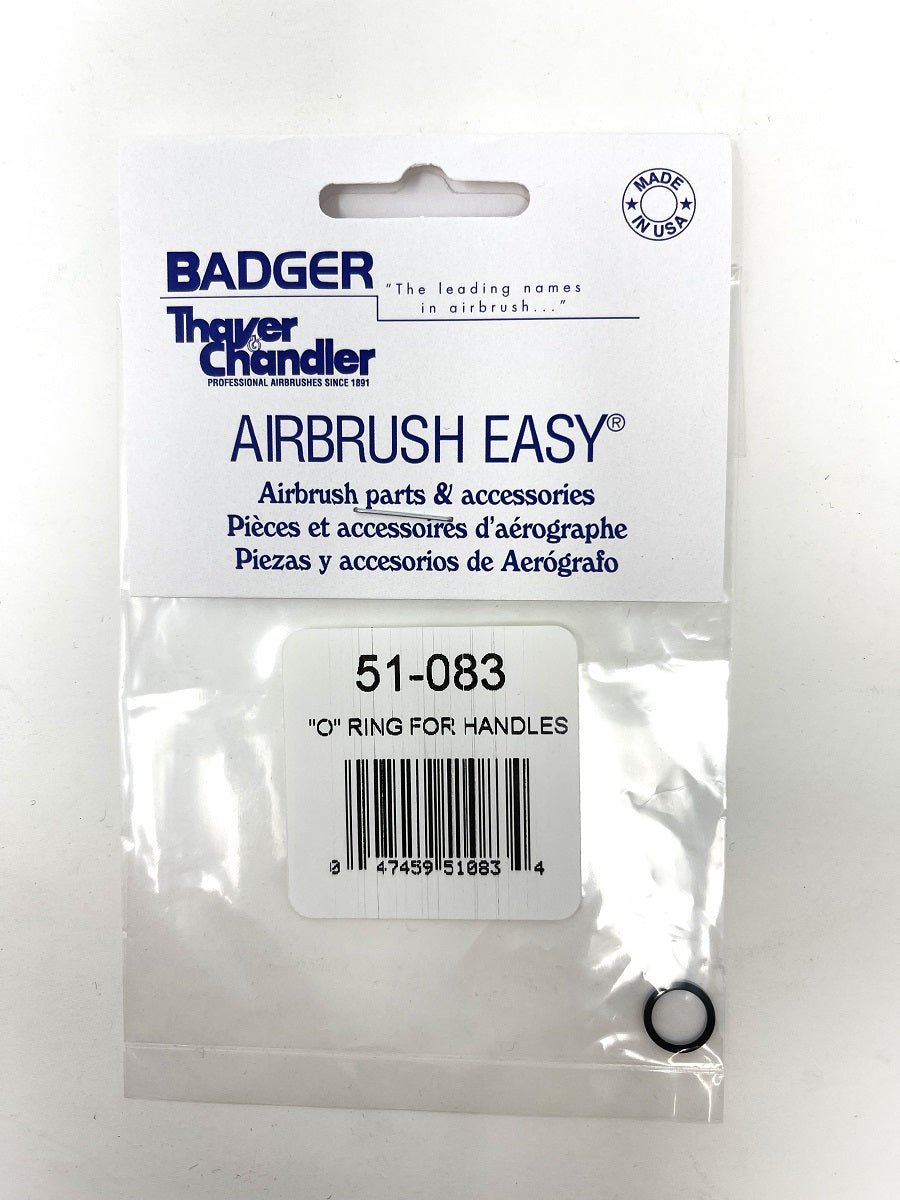 MADE
IN USA
BADGER
"The leading names
in airbrush..."
Thayer
&
Chandler
PROFESSIONAL AIRBRUSHES SINCE 1891
AIRBRUSH EASY®
Airbrush parts & accessories
Pièces et accessoires d'aérographe
Piezas y accesorios de Aerógrafo
51-083
"O" RING FOR HANDLES
0 47459 51083 4